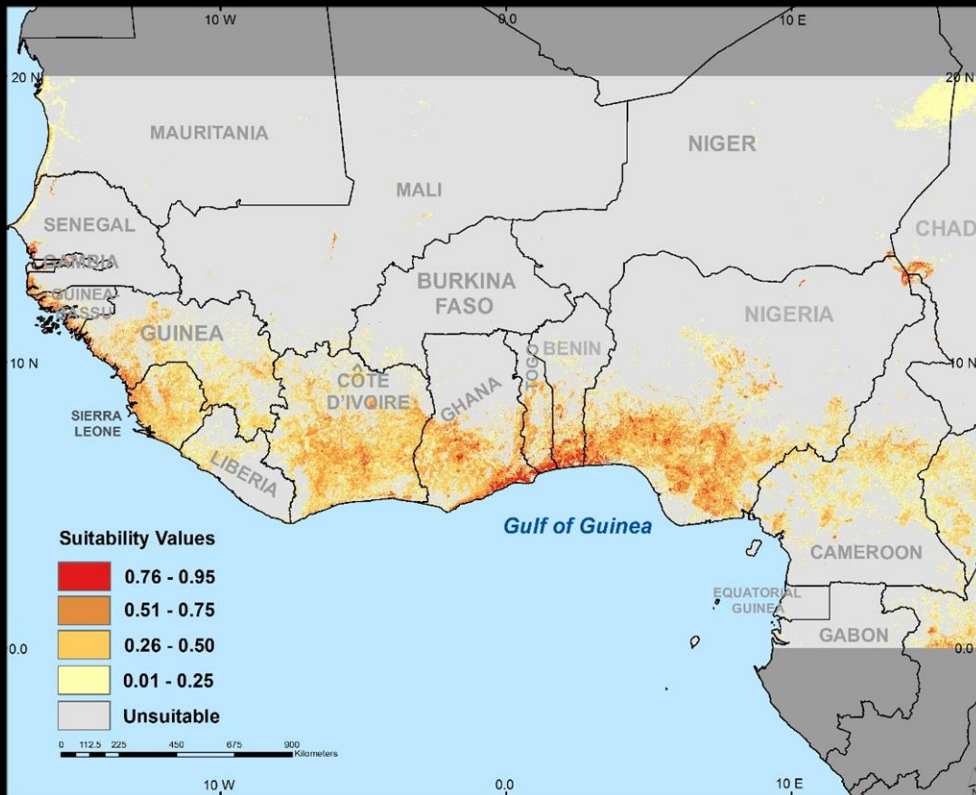 10 W 0.0 10 E
20 N 20 N
MAURITANIA
NIGER
MALI
SENEGAL
CHAD
GAMBIA
BURKINA
FASO
GUINEA-
BISSAU
NIGERIA
GUINEA
BENIN
TOGO
10 N 10 N
CÔTE
D'IVOIRE
GHANA
SIERRA
LEONE
LIBERIA
Gulf of Guinea
CAMEROON
EQUATORIAL
GUINEA
GABON
0.0 0.0
Suitability Values
0.76 - 0.95
0.51 - 0.75
0.26 - 0.50
0.01 - 0.25
Unsuitable
0 112.5 225 450 675 900
Kilometers
10 W 0.0 10 E